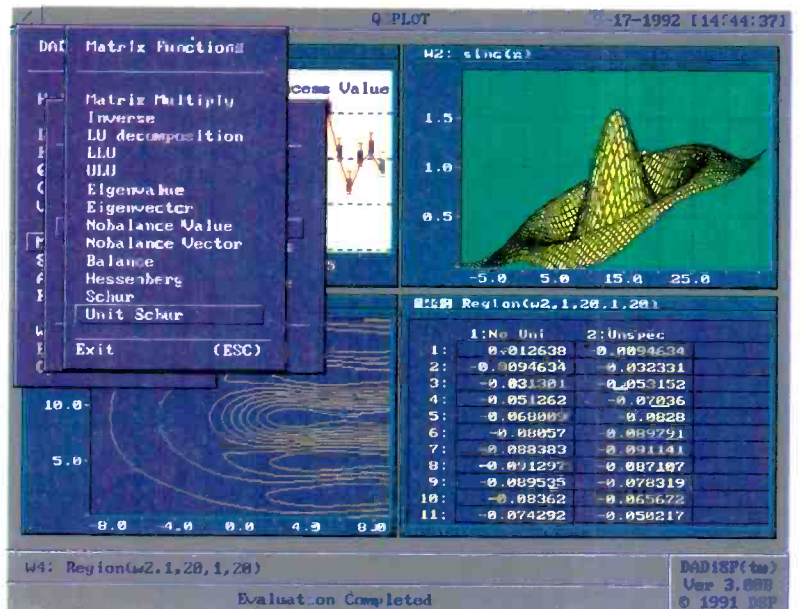 Q PLOT
-17-1992 [14:44:37]
DAD
Matrix Functions
Matrix Multiply
Inverse
LU decomposition
LLU
ULU
Eigenvalue
Eigenvector
Nobalance Value
Nobalance Vector
Balance
Hessenberg
Schur
Unit Schur
Exit (ESC)
cess Value
W2: sinc(x)
1.5
1.0
0.5
-5.0 5.0 15.0 25.0
Region(w2,1,20,1,20)
1:No Uni 2:Unspec
1: 0.012638 -0.0094634
2: -0.0094634 -0.032331
3: -0.031301 -0.053152
4: -0.051262 -0.07036
5: -0.068009 -0.0828
6: -0.08057 -0.089791
7: -0.088383 -0.091141
8: -0.091297 -0.087107
9: -0.089535 -0.078319
10: -0.08362 -0.065672
11: -0.074292 -0.050217
10.0
5.0
-8.0 -4.0 0.0 4.0 8.0
W4: Region(w2,1,20,1,20)
Evaluation Completed
DADiSP(tm)
Ver 3.00B
© 1991 DSP